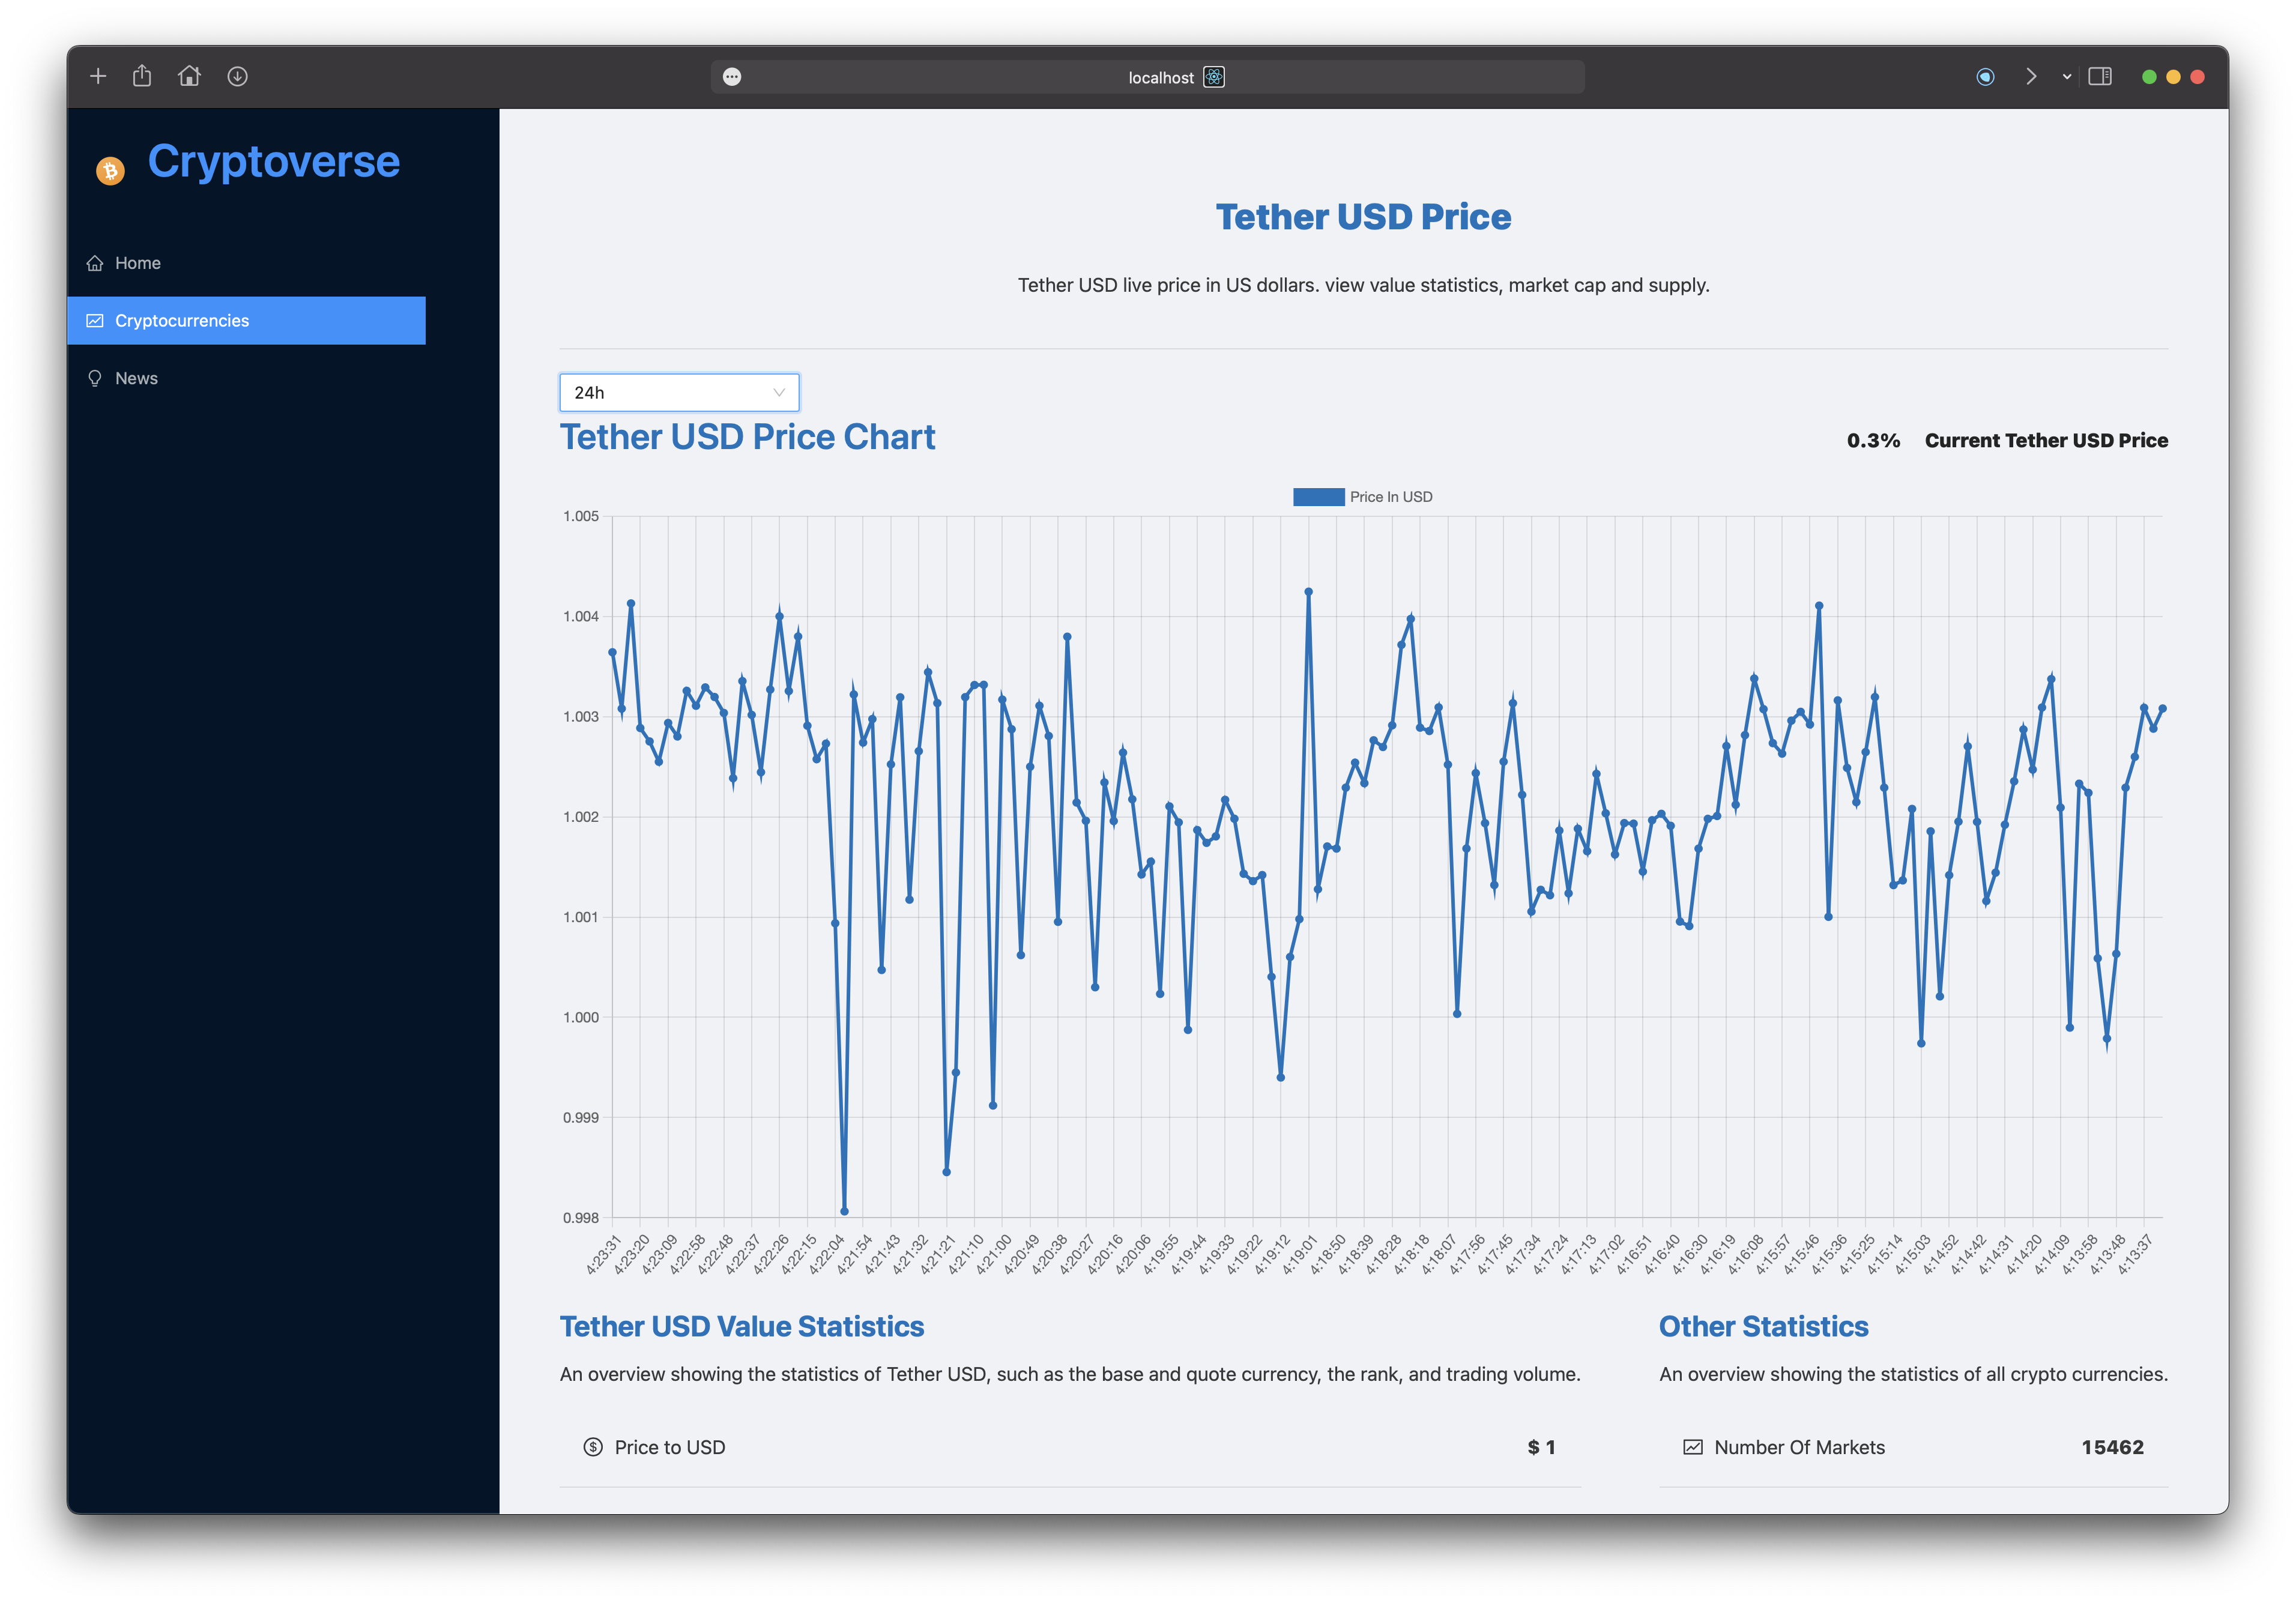 localhost
Cryptoverse
Home
Cryptocurrencies
News
Tether USD Price
Tether USD live price in US dollars. view value statistics, market cap and supply.
24h
Tether USD Price Chart
0.3% Current Tether USD Price
Price In USD
1.005
1.004
1.003
1.002
1.001
1.000
0.999
0.998
4:23:31 4:23:20 4:23:09 4:22:58 4:22:48 4:22:37 4:22:26 4:22:15 4:22:04 4:21:54 4:21:43 4:21:32 4:21:21 4:21:10 4:21:00 4:20:49 4:20:38 4:20:27 4:20:16 4:20:06 4:19:55 4:19:44 4:19:33 4:19:22 4:19:12 4:19:01 4:18:50 4:18:39 4:18:28 4:18:18 4:18:07 4:17:56 4:17:45 4:17:34 4:17:24 4:17:13 4:17:02 4:16:51 4:16:40 4:16:30 4:16:19 4:16:08 4:15:57 4:15:46 4:15:36 4:15:25 4:15:14 4:15:03 4:14:52 4:14:42 4:14:31 4:14:20 4:14:09 4:13:58 4:13:48 4:13:37
Tether USD Value Statistics
An overview showing the statistics of Tether USD, such as the base and quote currency, the rank, and trading volume.
Price to USD $ 1
Other Statistics
An overview showing the statistics of all crypto currencies.
Number Of Markets 15462